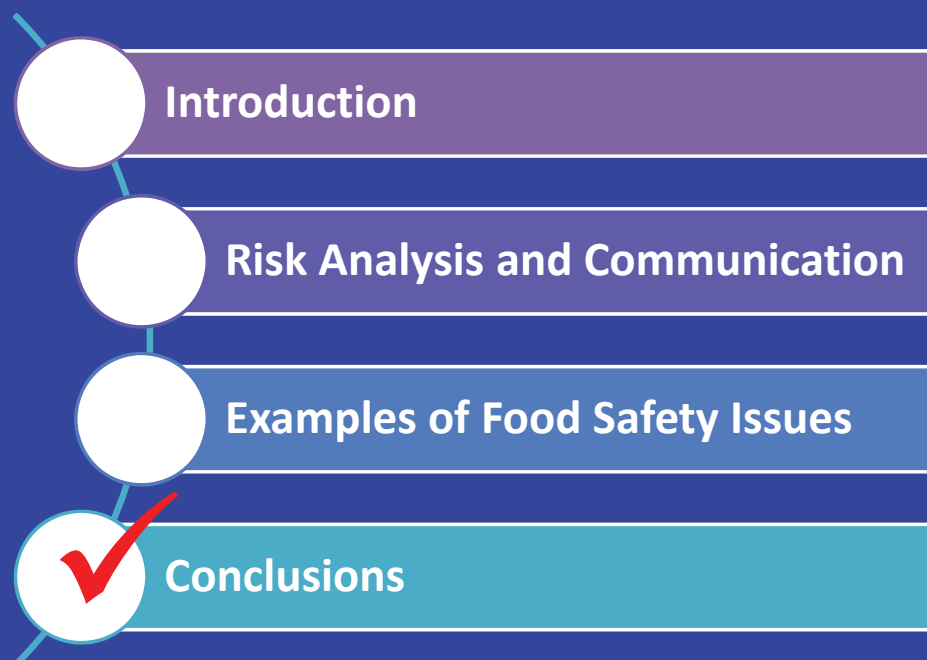 Introduction
Risk Analysis and Communication
Examples of Food Safety Issues
Conclusions